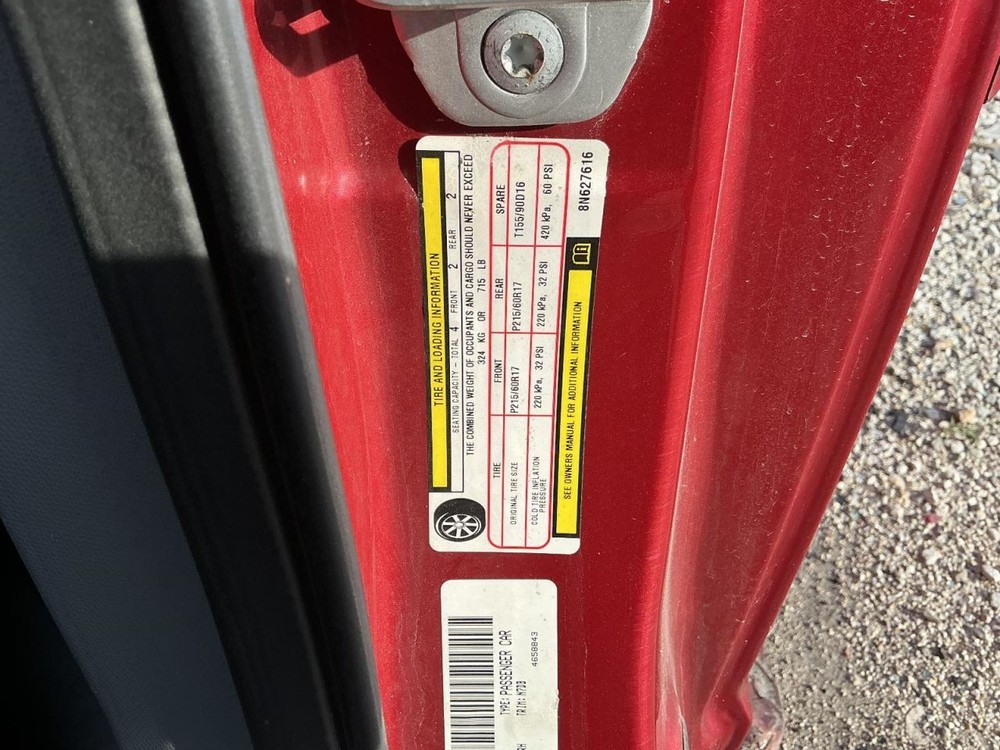 TIRE AND LOADING INFORMATION
SEATING CAPACITY - TOTAL 4 FRONT 2 REAR 2
THE COMBINED WEIGHT OF OCCUPANTS AND CARGO SHOULD NEVER EXCEED
324 KG OR 715 LB
TIRE FRONT REAR SPARE
ORIGINAL TIRE SIZE P215/60R17 P215/60R17 T155/90D16
COLD TIRE INFLATION PRESSURE 220 kPa, 32 PSI 220 kPa, 32 PSI 420 kPa, 60 PSI
SEE OWNERS MANUAL FOR ADDITIONAL INFORMATION
8N627616
TYPE: PASSENGER CAR
TRIM: M7D3
RH
4658843